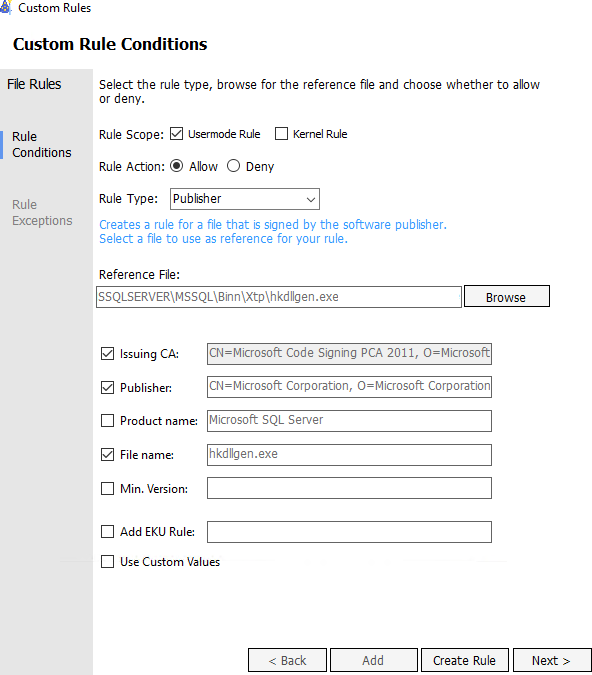 Custom Rules
Custom Rule Conditions
File Rules
Rule
Conditions
Rule
Exceptions
Select the rule type, browse for the reference file and choose whether to allow
or deny.
Rule Scope: Usermode Rule Kernel Rule
Rule Action: Allow Deny
Rule Type: Publisher
Creates a rule for a file that is signed by the software publisher.
Select a file to use as reference for your rule.
Reference File:
SSQLSERVER\MSSQL\Binn\Xtp\hkdllgen.exe Browse
Issuing CA: CN=Microsoft Code Signing PCA 2011, O=Microsoft
Publisher: CN=Microsoft Corporation, O=Microsoft Corporation
Product name: Microsoft SQL Server
File name: hkdllgen.exe
Min. Version:
Add EKU Rule:
Use Custom Values
< Back Add Create Rule Next >